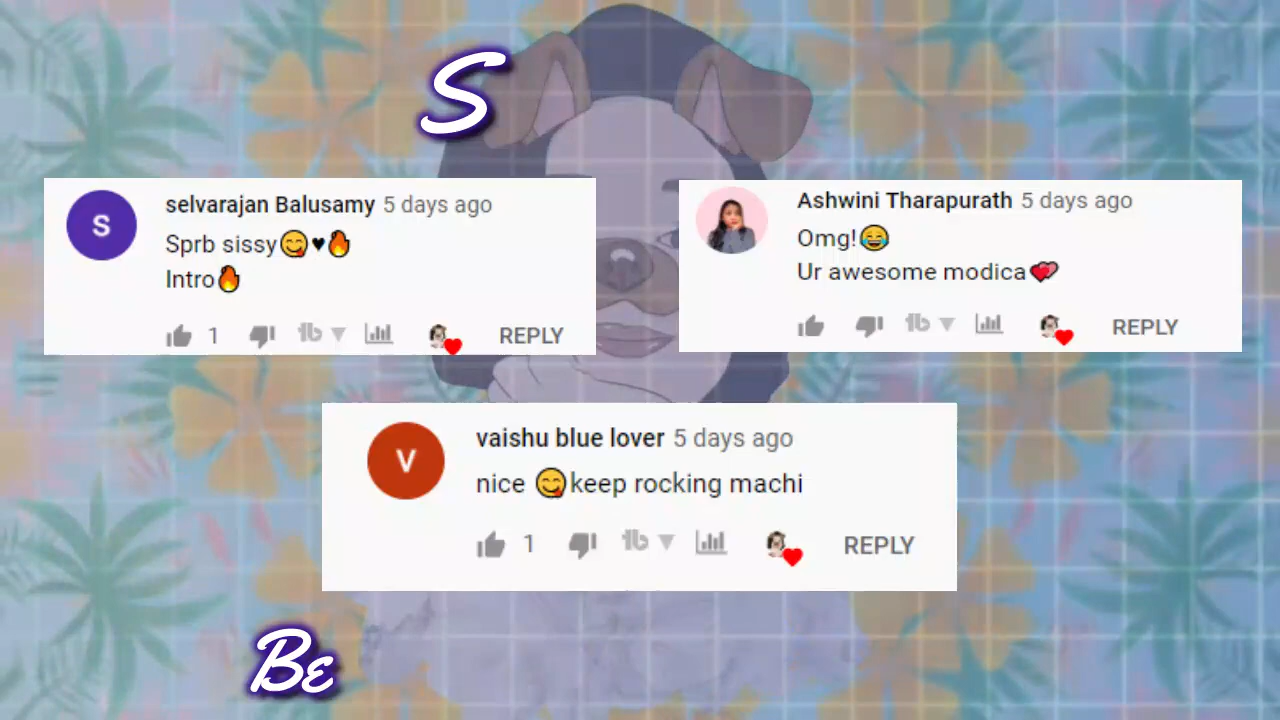 S
selvarajan Balusamy 5 days ago
Sprb sissy😋♥🔥
Intro🔥
1 REPLY
Ashwini Tharapurath 5 days ago
Omg!😂
Ur awesome modica💕
REPLY
V
vaishu blue lover 5 days ago
nice 😋keep rocking machi
1 REPLY
Be